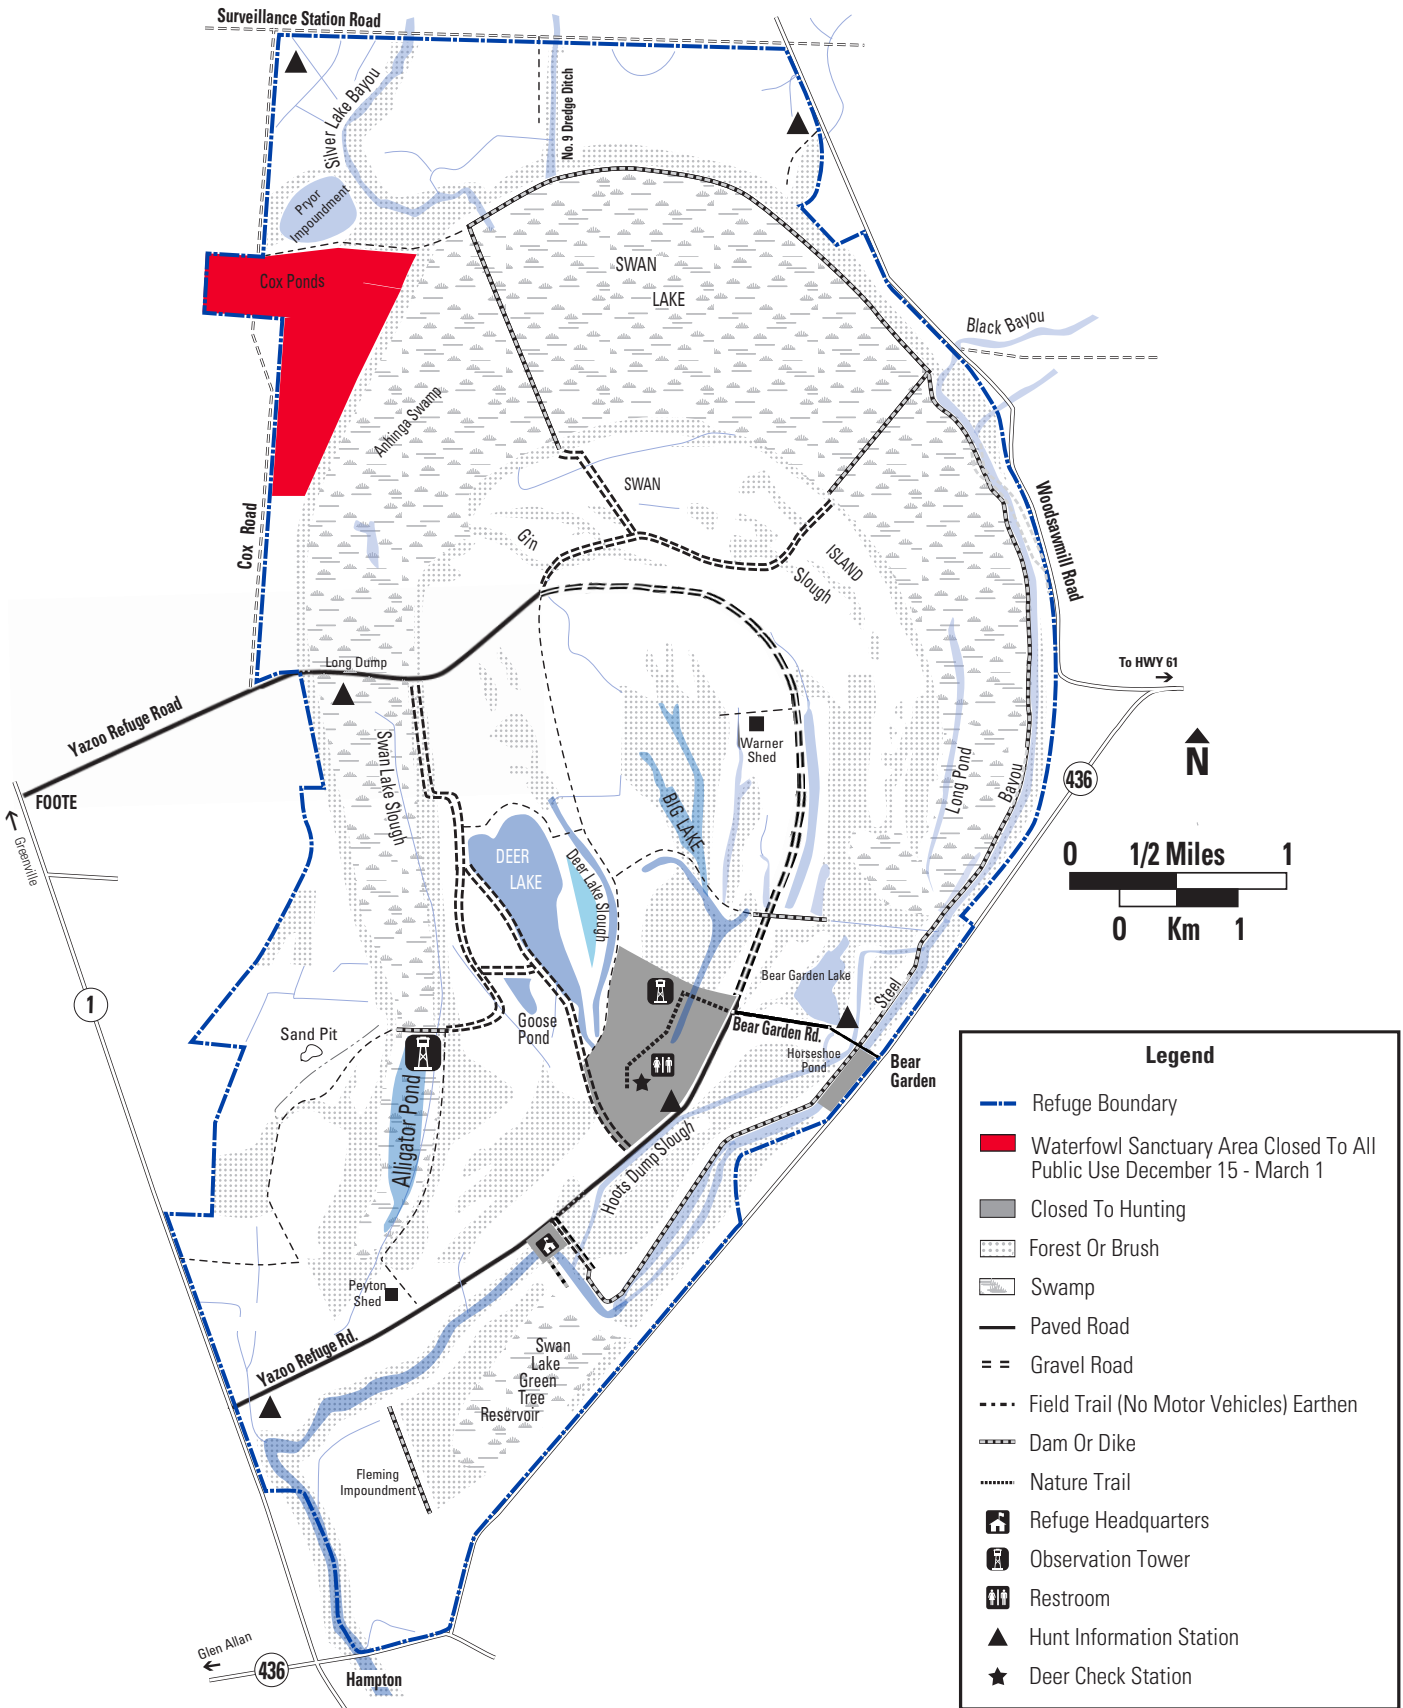 Surveillance Station Road
Silver Lake Bayou
No. 9 Dredge Ditch
Pryor
Impoundment
Cox Ponds
SWAN
LAKE
Black Bayou
Anhinga Swamp
SWAN
ISLAND
Gin
Slough
Cox Road
Woodsawmill Road
Long Dump
To HWY 61
Yazoo Refuge Road
FOOTE
Greenville
Swan Lake Slough
Warner
Shed
BIG LAKE
Long Pond
Bayou
436
N
0 1/2 Miles 1
0 Km 1
DEER
LAKE
Deer Lake Slough
Bear Garden Lake
Steel
1
Sand Pit
Goose
Pond
Bear Garden Rd.
Horseshoe
Pond
Bear
Garden
Alligator Pond
Hoots Dump Slough
Peyton
Shed
Yazoo Refuge Rd.
Swan
Lake
Green
Tree
Reservoir
Fleming
Impoundment
Glen Allan
436
Hampton
Legend
Refuge Boundary
Waterfowl Sanctuary Area Closed To All
Public Use December 15 - March 1
Closed To Hunting
Forest Or Brush
Swamp
Paved Road
Gravel Road
Field Trail (No Motor Vehicles) Earthen
Dam Or Dike
Nature Trail
Refuge Headquarters
Observation Tower
Restroom
Hunt Information Station
Deer Check Station